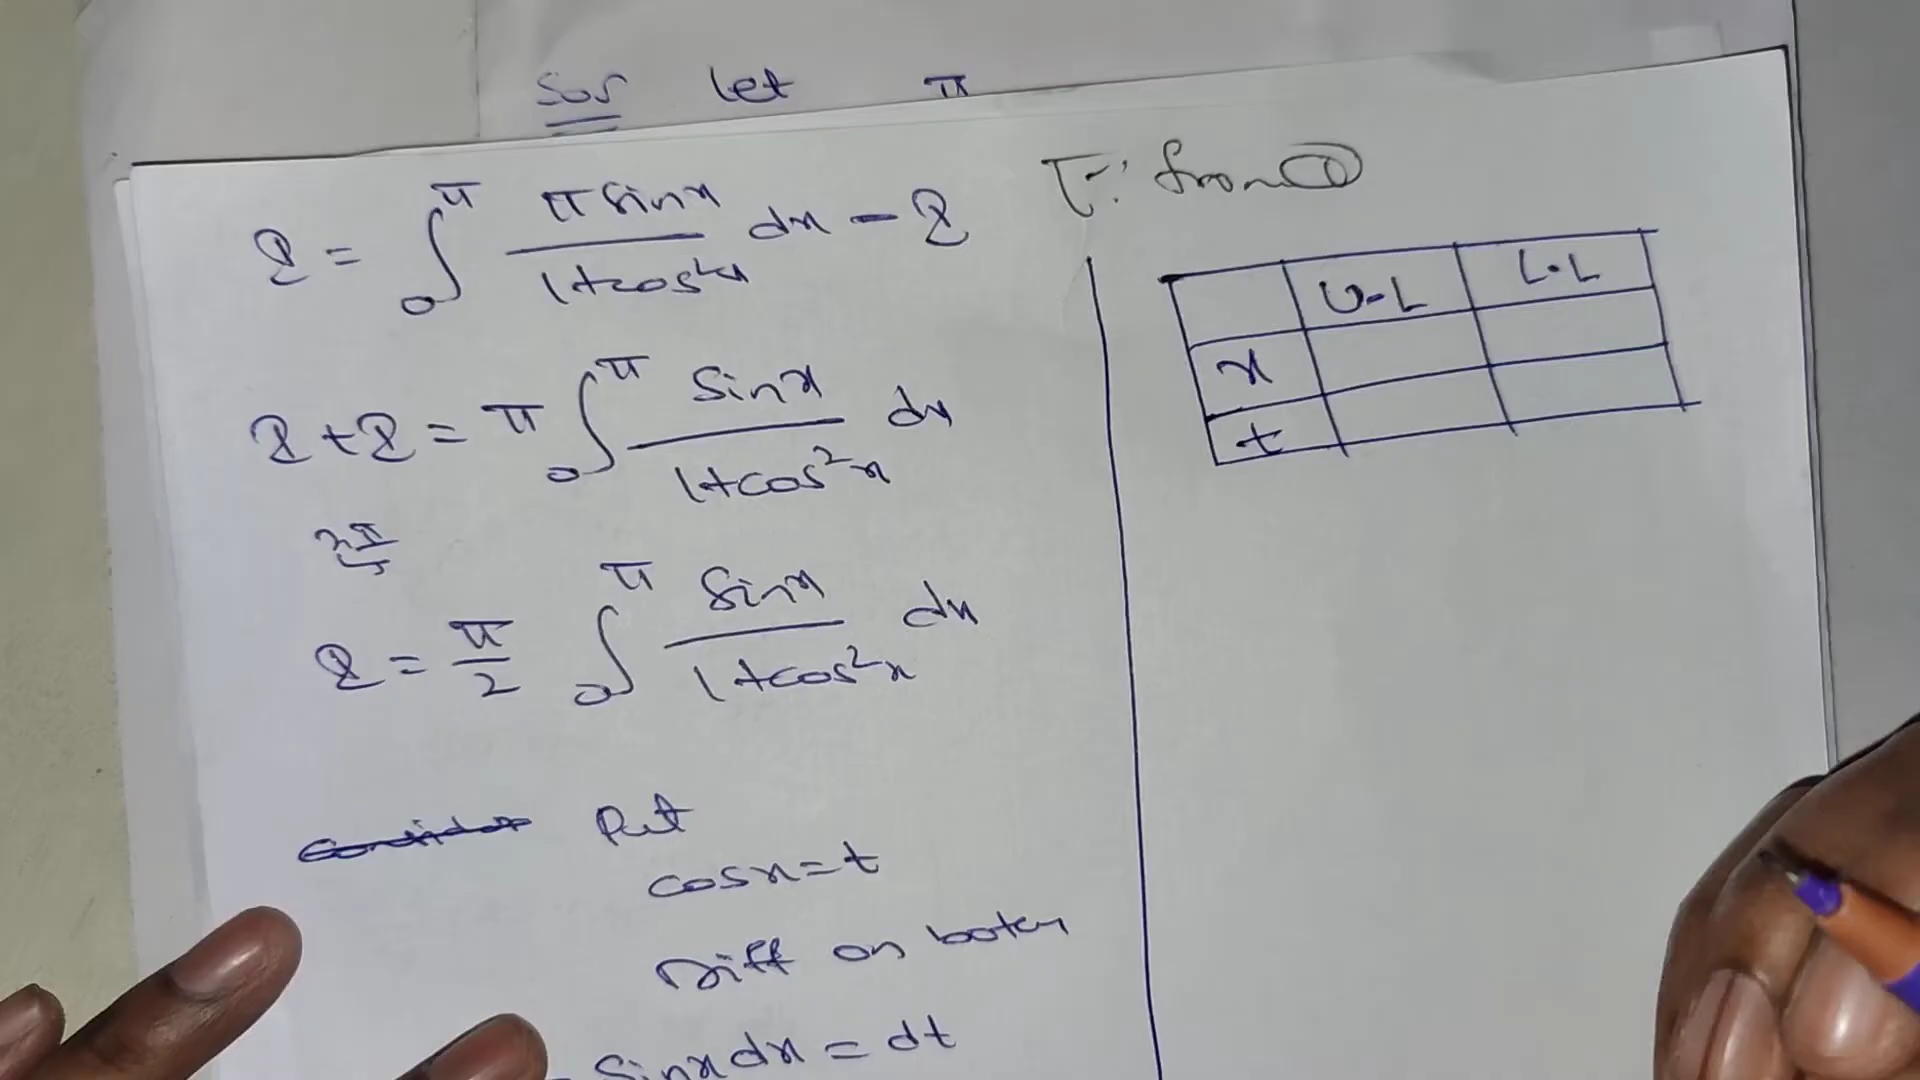 Sol Let π
I = ∫₀^π π sinx / 1+cos²x dx − I [∵ from ①
I + I = π ∫₀^π sinx / 1+cos²x dx
I = π/2 ∫₀^π sinx / 1+cos²x dx
Put
cosx = t
Diff on both
- sinx dx = dt
U-L L.L
x
t